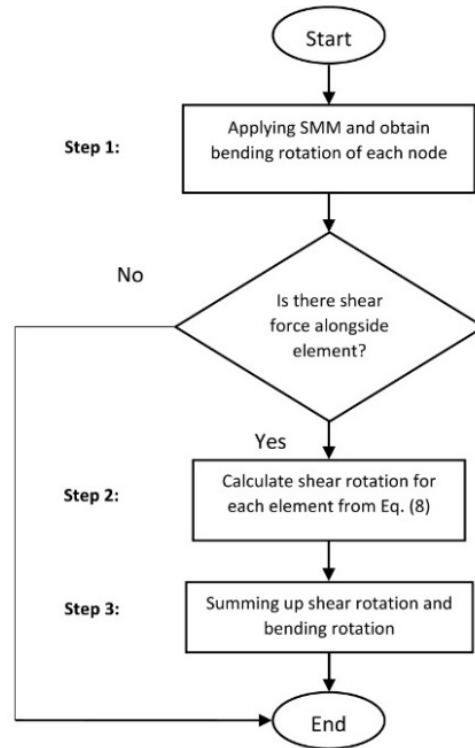 Start
Step 1:
Applying SMM and obtain
bending rotation of each node
No
Is there shear
force alongside
element?
Yes
Step 2:
Calculate shear rotation for
each element from Eq. (8)
Step 3:
Summing up shear rotation and
bending rotation
End